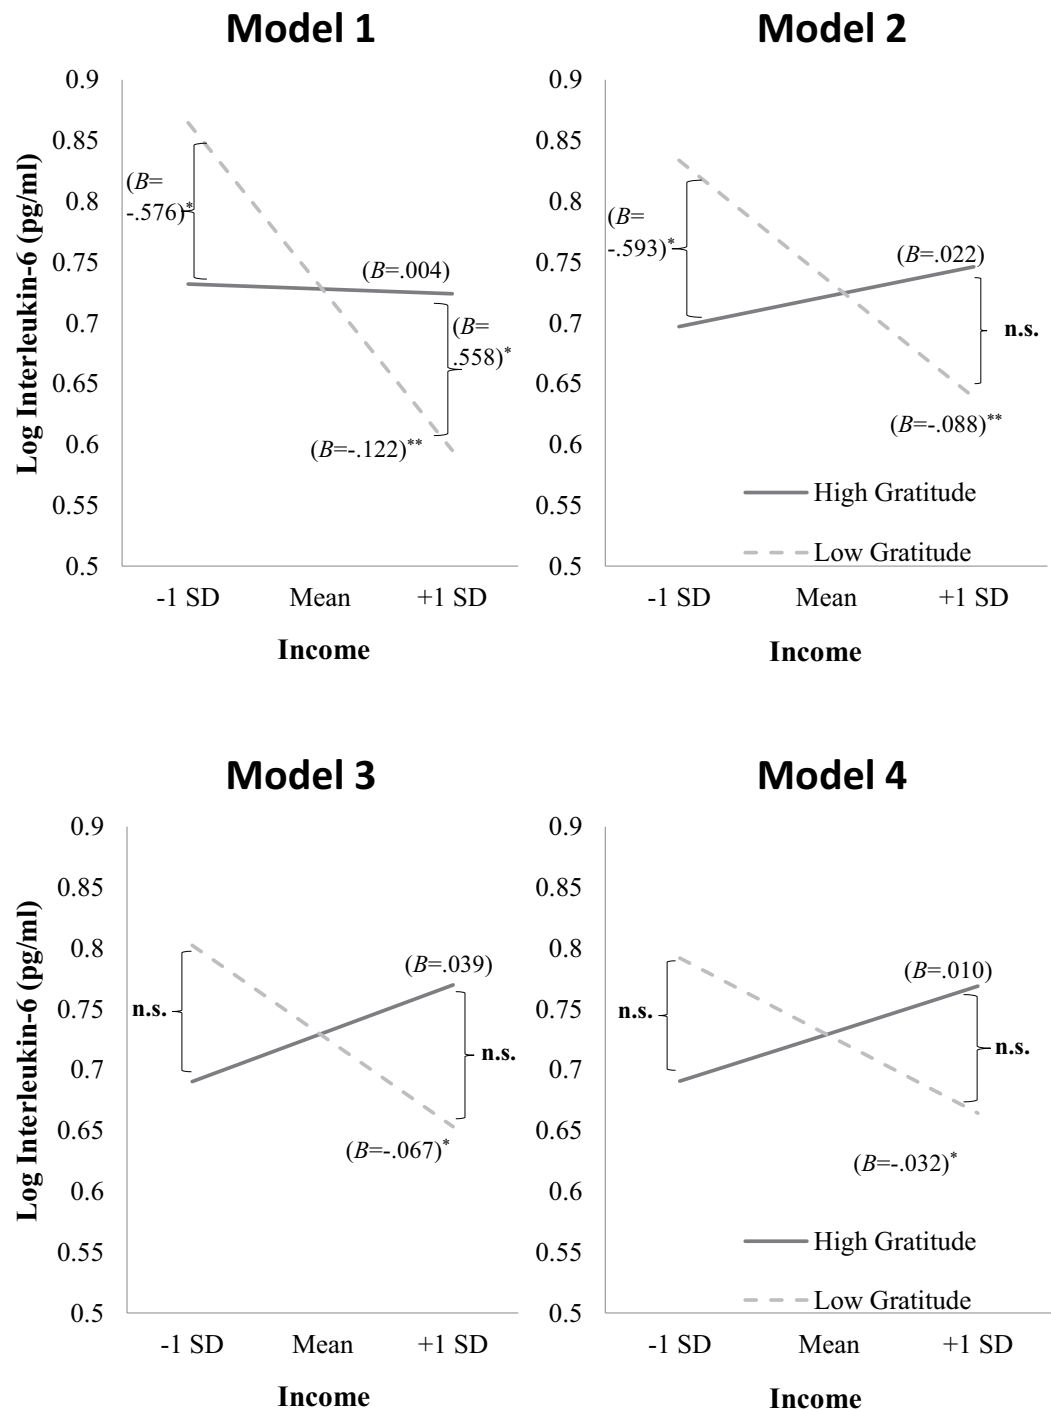 Model 1
Log Interleukin-6 (pg/ml)
0.9
0.85
0.8
0.75
0.7
0.65
0.6
0.55
0.5
(B=
-.576)*
(B=.004)
(B=
.558)*
(B=-.122)**
-1 SD Mean +1 SD
Income
Model 2
0.9
0.85
0.8
0.75
0.7
0.65
0.6
0.55
0.5
(B=
-.593)*
(B=.022)
n.s.
(B=-.088)**
High Gratitude
Low Gratitude
-1 SD Mean +1 SD
Income
Model 3
Log Interleukin-6 (pg/ml)
0.9
0.85
0.8
0.75
0.7
0.65
0.6
0.55
0.5
n.s.
(B=.039)
n.s.
(B=-.067)*
-1 SD Mean +1 SD
Income
Model 4
0.9
0.85
0.8
0.75
0.7
0.65
0.6
0.55
0.5
n.s.
(B=.010)
n.s.
(B=-.032)*
High Gratitude
Low Gratitude
-1 SD Mean +1 SD
Income